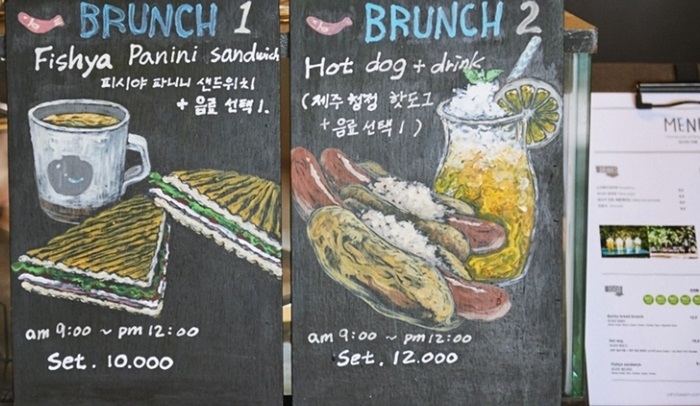 BRUNCH 1
Fishya Panini sandwich
피시야 파니니 샌드위치
+ 음료 선택 1.
am 9:00 ~ pm 12:00
Set. 10.000
BRUNCH 2
Hot dog + drink
(제주청정 핫도그
+ 음료선택 1)
am 9:00 ~ pm 12:00
Set. 12.000
MENU